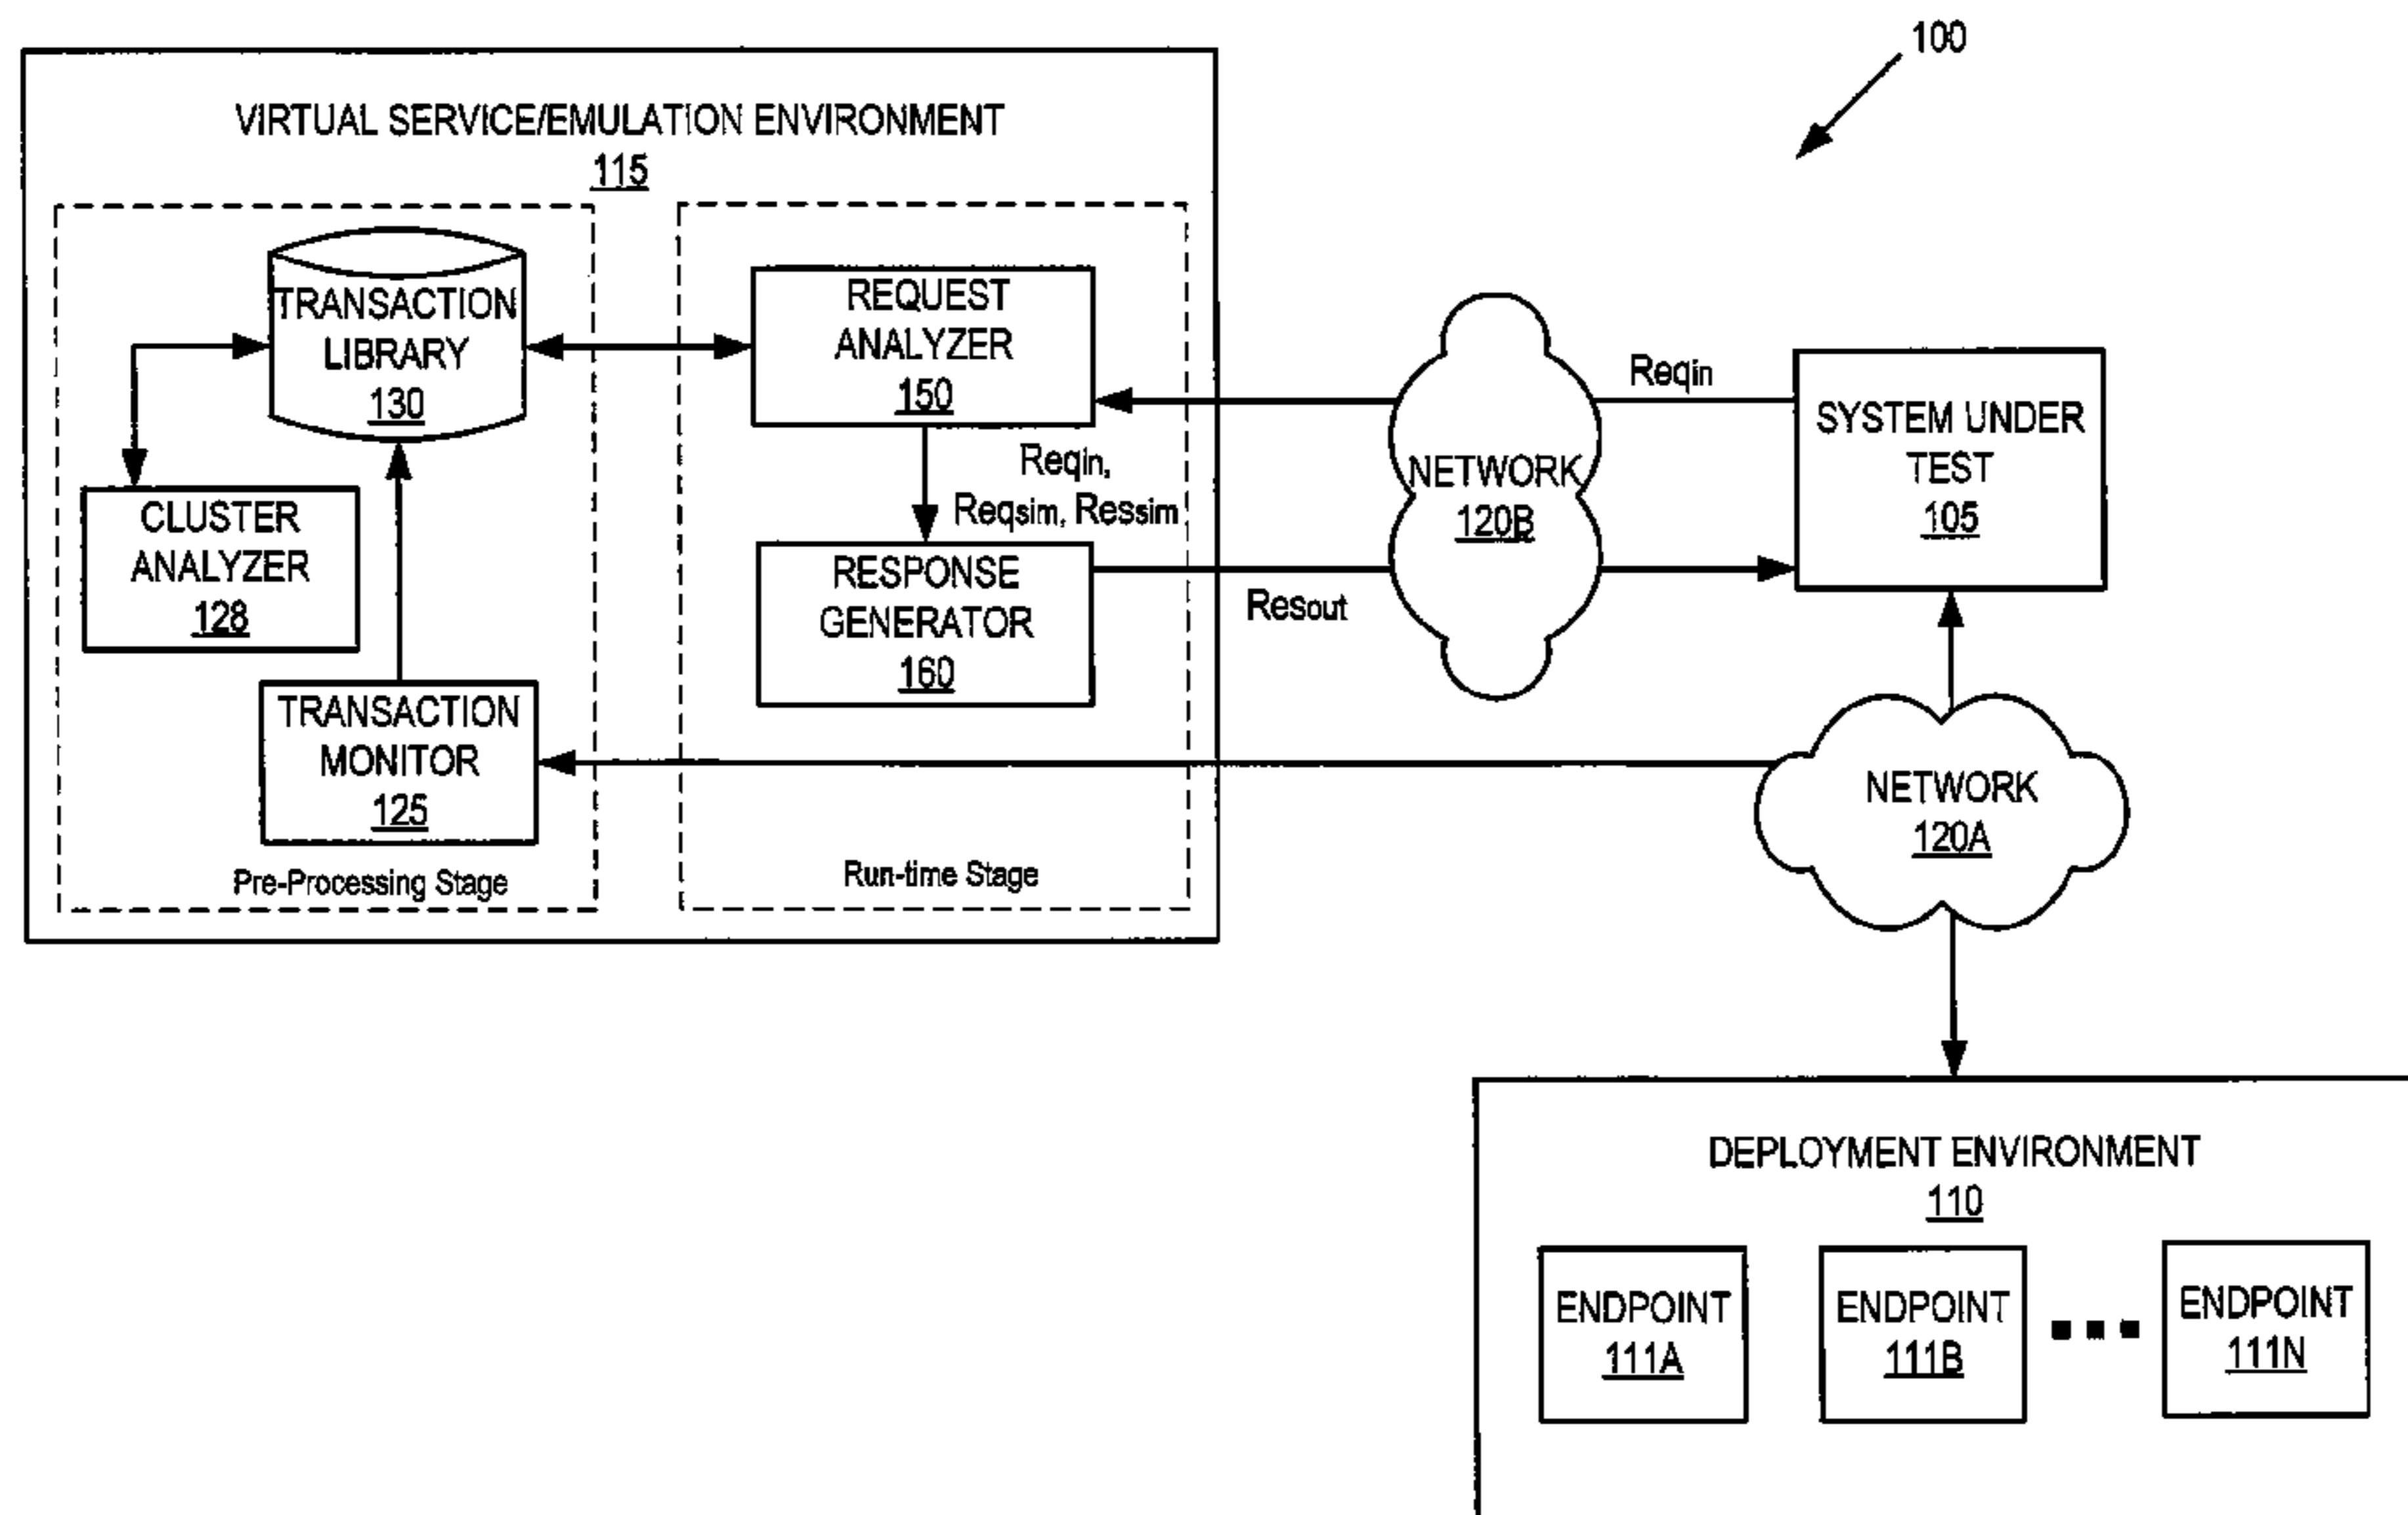 100
VIRTUAL SERVICE/EMULATION ENVIRONMENT
115
TRANSACTION
LIBRARY
130
CLUSTER
ANALYZER
128
TRANSACTION
MONITOR
125
Pre-Processing Stage
REQUEST
ANALYZER
150
Reqin,
Reqsim, Ressim
RESPONSE
GENERATOR
160
Run-time Stage
Resout
NETWORK
120B
Reqin
SYSTEM UNDER
TEST
105
NETWORK
120A
DEPLOYMENT ENVIRONMENT
110
ENDPOINT
111A
ENDPOINT
111B
ENDPOINT
111N